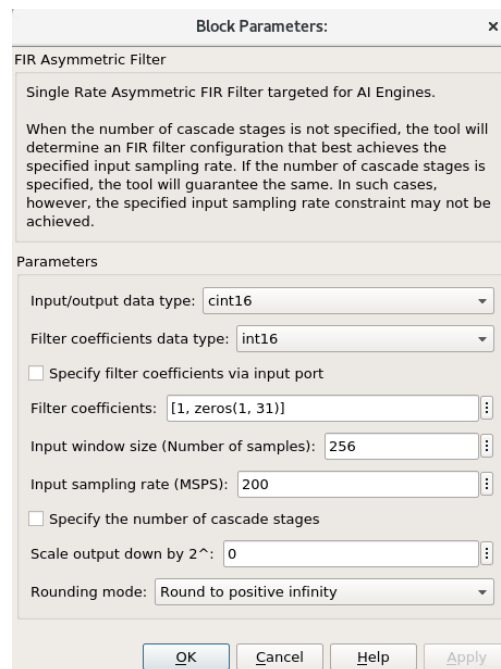 Block Parameters:
×
FIR Asymmetric Filter
Single Rate Asymmetric FIR Filter targeted for AI Engines.
When the number of cascade stages is not specified, the tool will
determine an FIR filter configuration that best achieves the
specified input sampling rate. If the number of cascade stages is
specified, the tool will guarantee the same. In such cases,
however, the specified input sampling rate constraint may not be
achieved.
Parameters
Input/output data type: cint16
Filter coefficients data type: int16
Specify filter coefficients via input port
Filter coefficients: [1, zeros(1, 31)]
Input window size (Number of samples): 256
Input sampling rate (MSPS): 200
Specify the number of cascade stages
Scale output down by 2^: 0
Rounding mode: Round to positive infinity
OK Cancel Help Apply